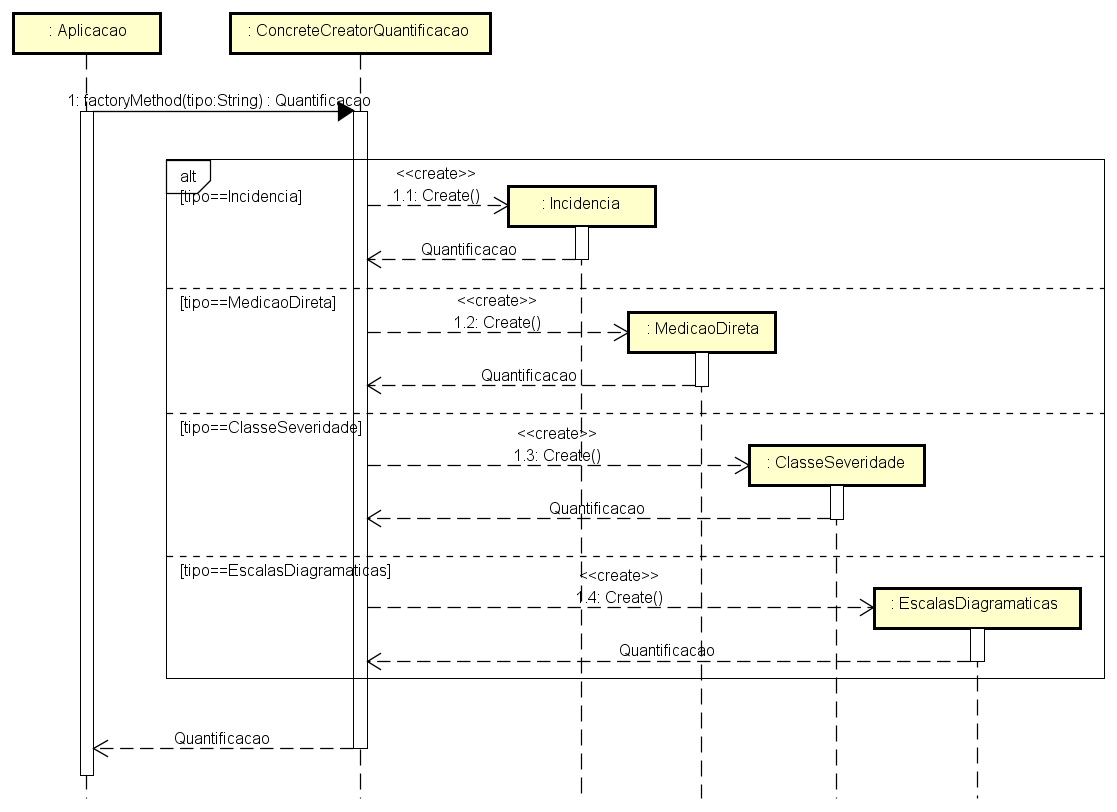 : Aplicacao
: ConcreteCreatorQuantificacao
1: factoryMethod(tipo:String) : Quantificacao
alt
[tipo==Incidencia]
<<create>>
1.1: Create()
: Incidencia
Quantificacao
[tipo==MedicaoDireta]
<<create>>
1.2: Create()
: MedicaoDireta
Quantificacao
[tipo==ClasseSeveridade]
<<create>>
1.3: Create()
: ClasseSeveridade
Quantificacao
[tipo==EscalasDiagramaticas]
<<create>>
1.4: Create()
: EscalasDiagramaticas
Quantificacao
Quantificacao